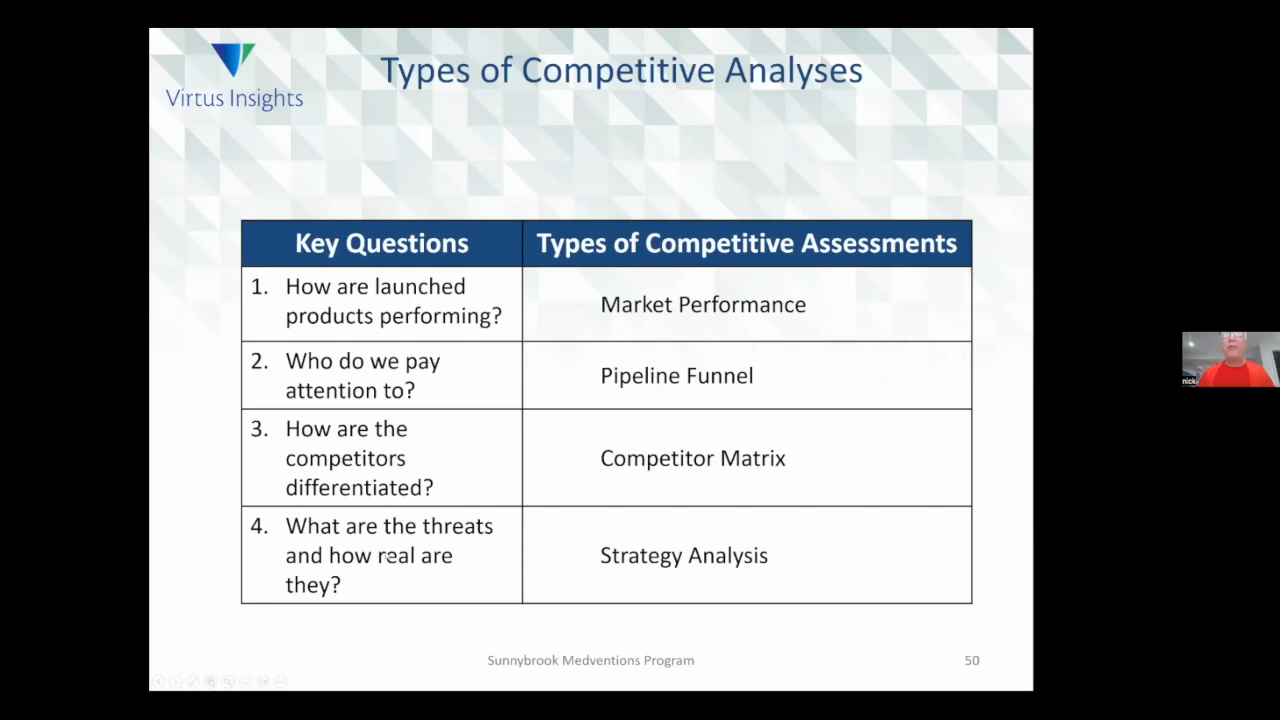 Virtus Insights
Types of Competitive Analyses
Key Questions
Types of Competitive Assessments
1. How are launched
products performing?
Market Performance
2. Who do we pay
attention to?
Pipeline Funnel
3. How are the
competitors
differentiated?
Competitor Matrix
4. What are the threats
and how real are
they?
Strategy Analysis
Sunnybrook Medventions Program
50
nick